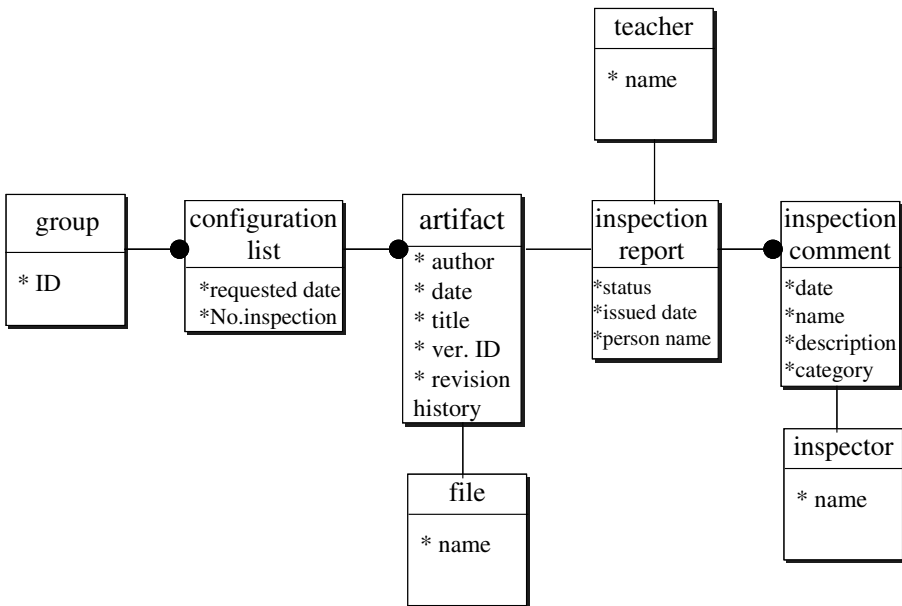 teacher
* name
group
* ID
configuration
list
*requested date
*No.inspection
artifact
* author
* date
* title
* ver. ID
* revision
history
inspection
report
*status
*issued date
*person name
inspection
comment
*date
*name
*description
*category
file
* name
inspector
* name